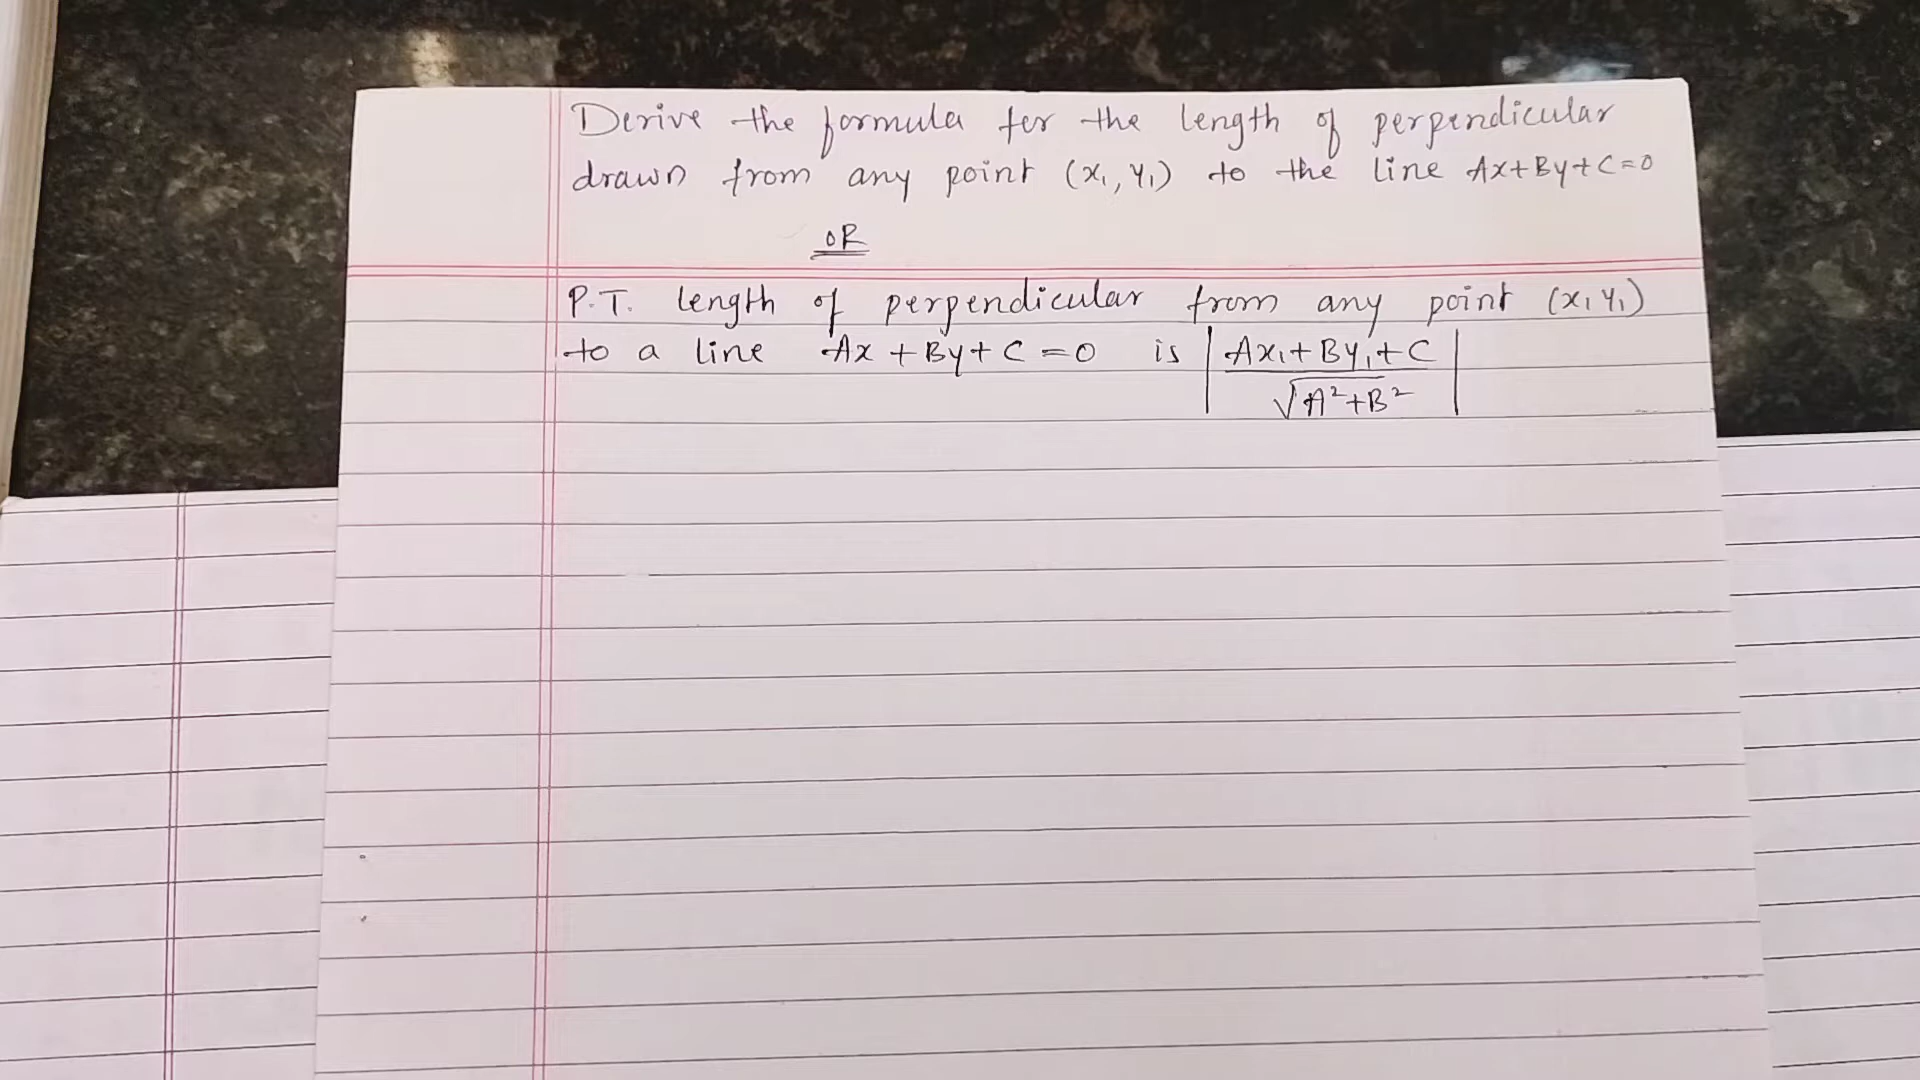 Derive the formula for the length of perpendicular
drawn from any point (x₁, y₁) to the line Ax+By+C=0
OR
P.T. length of perpendicular from any point (x₁ y₁)
to a line Ax + By + C = 0 is | Ax₁ + By₁ + C / √A²+B² |